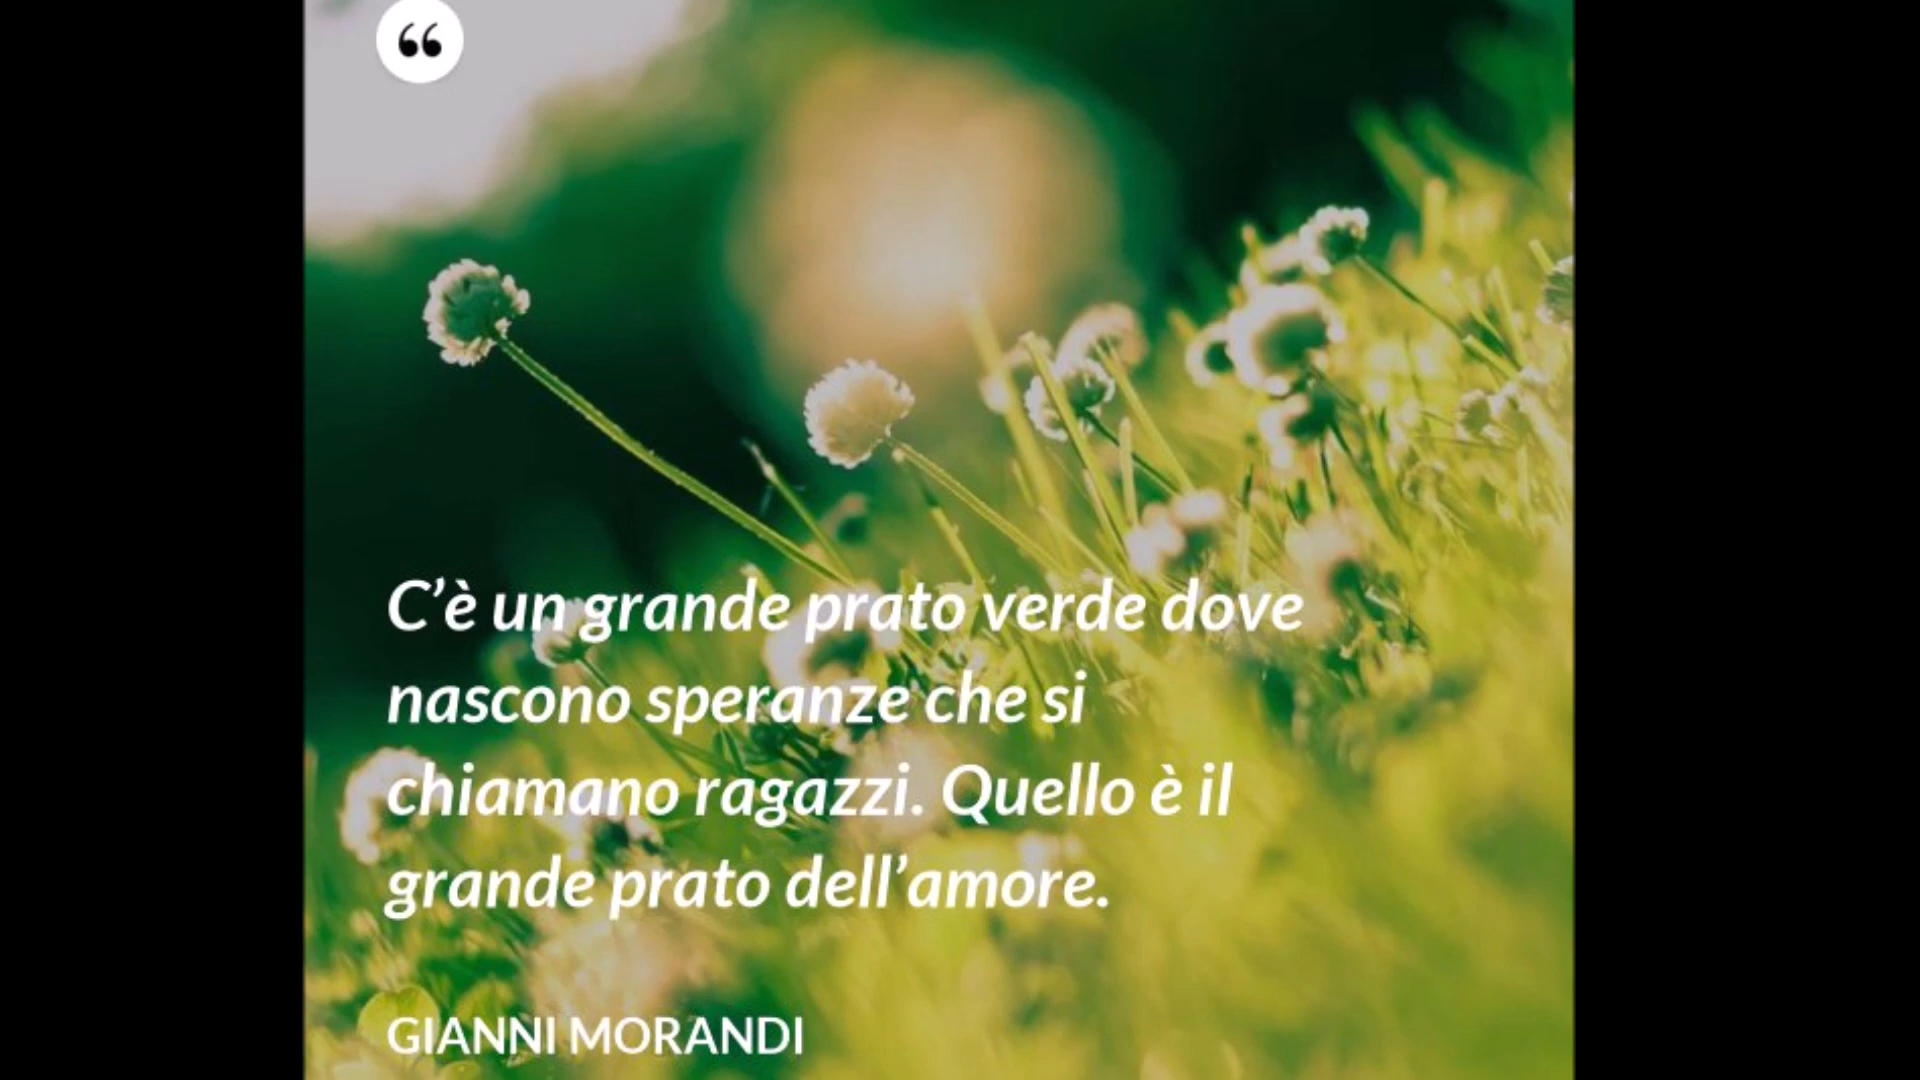 “
C’è un grande prato verde dove
nascono speranze che si
chiamano ragazzi. Quello è il
grande prato dell’amore.
GIANNI MORANDI